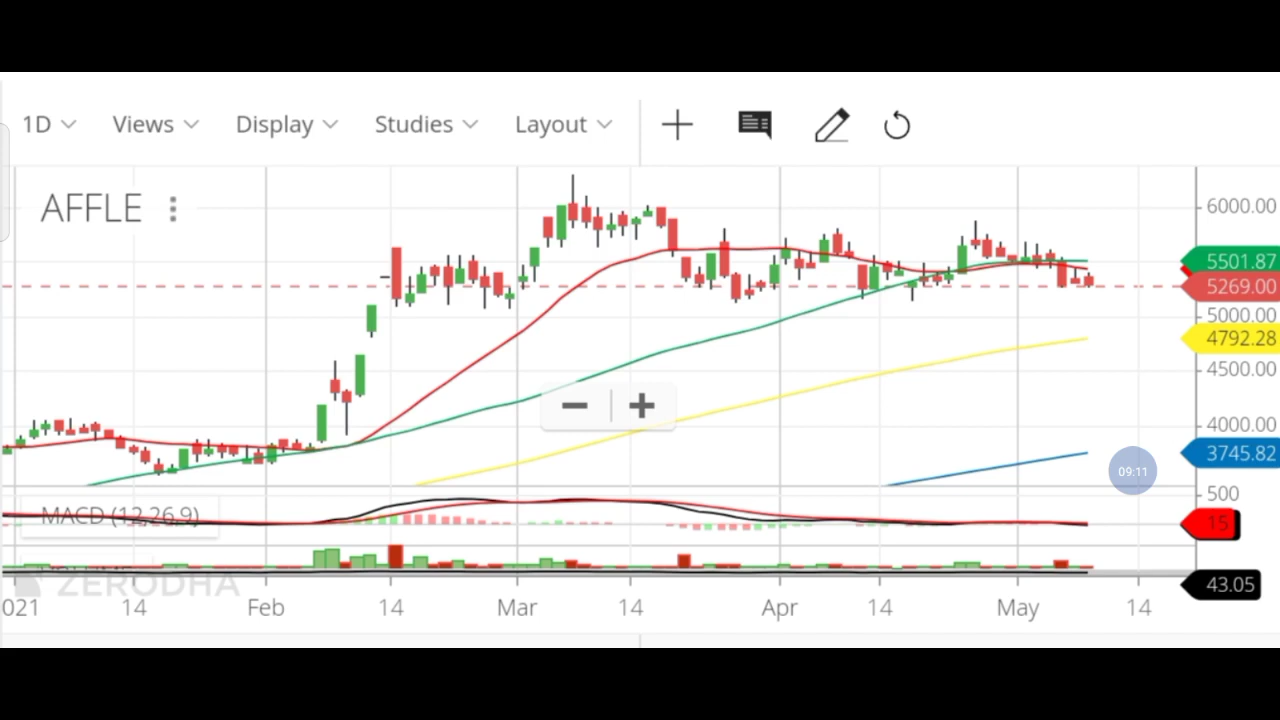 1D Views Display Studies Layout
AFFLE
6000.00
5501.87
5269.00
5000.00
4792.28
4500.00
4000.00
3745.82
09:11
500
MACD (12,26,9)
15
ZERODHA
43.05
021 14 Feb 14 Mar 14 Apr 14 May 14